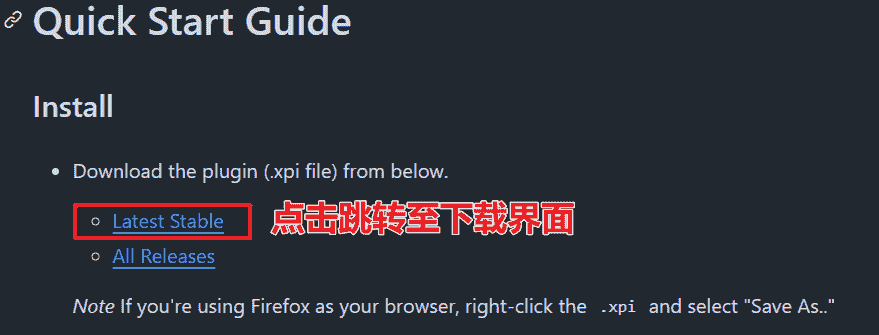 Quick Start Guide
Install
Download the plugin (.xpi file) from below.
Latest Stable
点击跳转至下载界面
All Releases
Note If you're using Firefox as your browser, right-click the .xpi and select "Save As.."